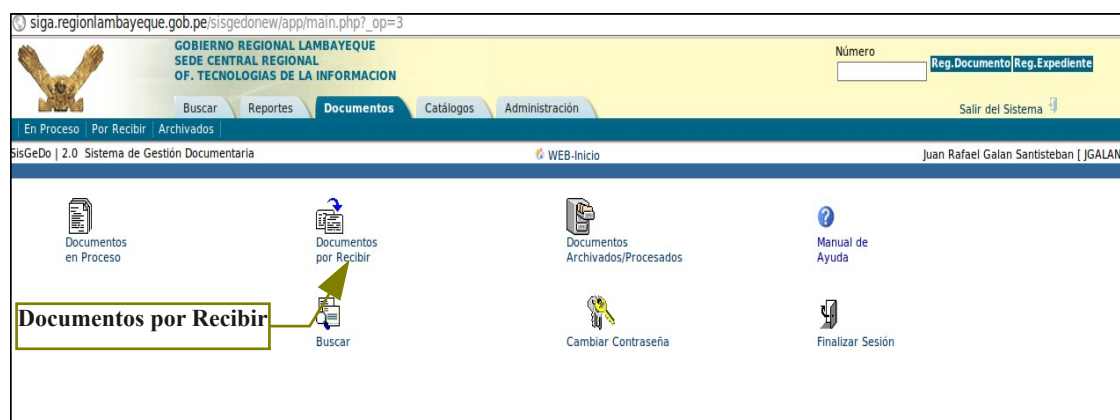 siga.regionlambayeque.gob.pe/sisgedonew/app/main.php?_op=3
GOBIERNO REGIONAL LAMBAYEQUE
SEDE CENTRAL REGIONAL
OF. TECNOLOGIAS DE LA INFORMACION
Número
Reg.Documento Reg.Expediente
Buscar Reportes Documentos Catálogos Administración
Salir del Sistema
En Proceso Por Recibir Archivados
SisGeDo | 2.0 Sistema de Gestión Documentaria
WEB-Inicio
Juan Rafael Galan Santisteban [ JGALAN
Documentos
en Proceso
Documentos
por Recibir
Documentos
Archivados/Procesados
Manual de
Ayuda
Documentos por Recibir
Buscar
Cambiar Contraseña
Finalizar Sesión